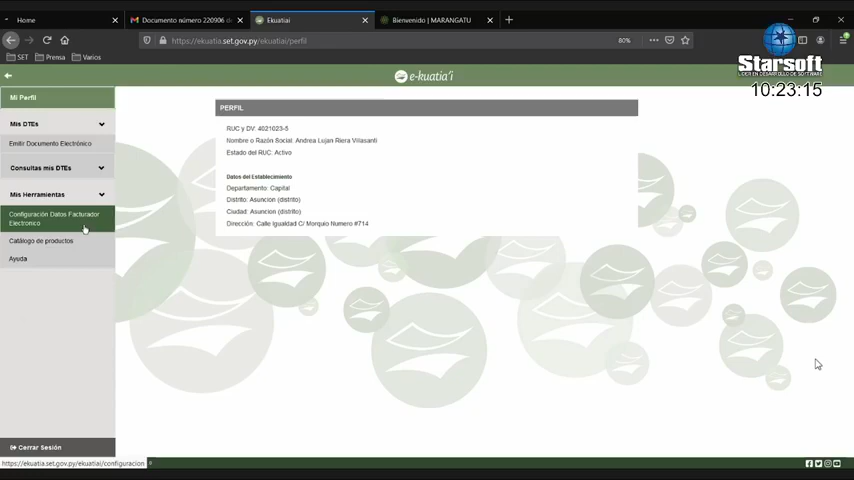 Home
Documento número 220906 de
Ekuatiai
Bienvenido | MARANGATU
https://ekuatia.set.gov.py/ekuatiai/perfil
80%
SET
Prensa
Varios
Starsoft
LIDER EN DESARROLLO DE SOFTWARE
10:23:15
e-kuatia'i
Mi Perfil
PERFIL
Mis DTEs
RUC y DV: 4021023-5
Emitir Documento Electrónico
Nombre o Razón Social: Andrea Lujan Riera Villasanti
Estado del RUC: Activo
Consultas mis DTEs
Datos del Establecimiento
Departamento: Capital
Mis Herramientas
Distrito: Asuncion (distrito)
Configuración Datos Facturador
Electronico
Ciudad: Asuncion (distrito)
Dirección: Calle Igualdad C/ Morquio Numero #714
Catálogo de productos
Ayuda
Cerrar Sesión
https://ekuatia.set.gov.py/ekuatiai/configuracion